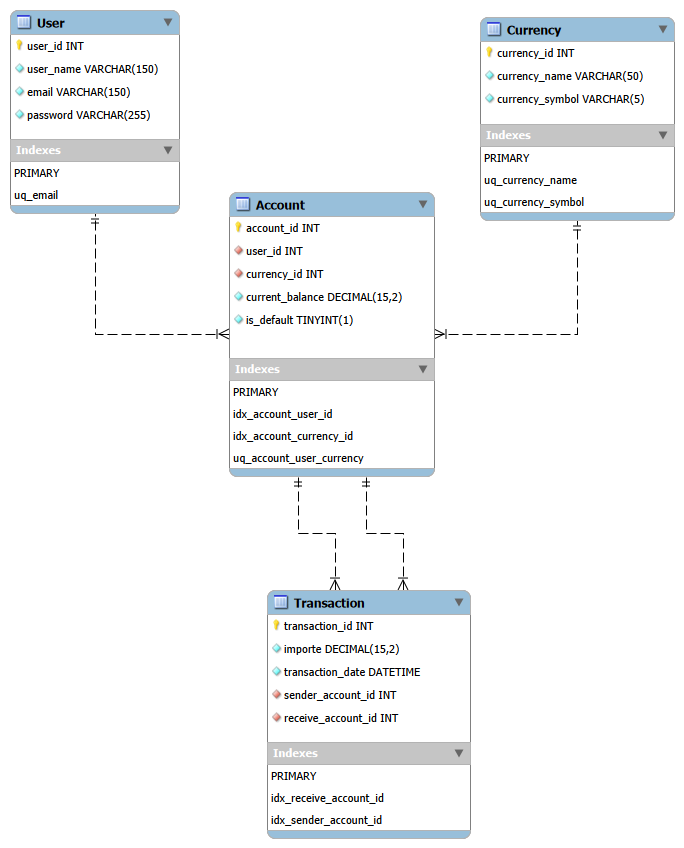 User
user_id INT
user_name VARCHAR(150)
email VARCHAR(150)
password VARCHAR(255)
Indexes
PRIMARY
uq_email
Currency
currency_id INT
currency_name VARCHAR(50)
currency_symbol VARCHAR(5)
Indexes
PRIMARY
uq_currency_name
uq_currency_symbol
Account
account_id INT
user_id INT
currency_id INT
current_balance DECIMAL(15,2)
is_default TINYINT(1)
Indexes
PRIMARY
idx_account_user_id
idx_account_currency_id
uq_account_user_currency
Transaction
transaction_id INT
importe DECIMAL(15,2)
transaction_date DATETIME
sender_account_id INT
receive_account_id INT
Indexes
PRIMARY
idx_receive_account_id
idx_sender_account_id